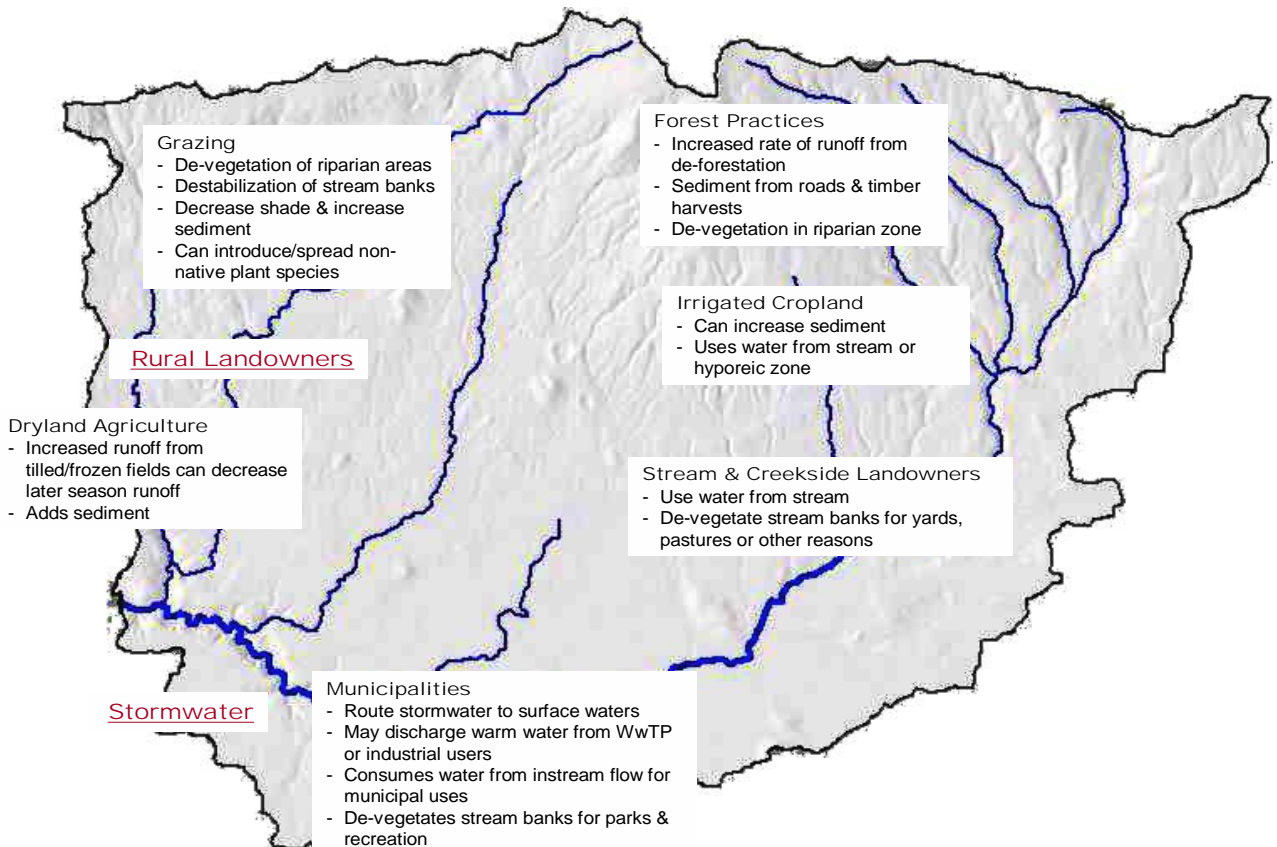 Grazing
- De-vegetation of riparian areas
- Destabilization of stream banks
- Decrease shade & increase
sediment
- Can introduce/spread non-
native plant species
Forest Practices
- Increased rate of runoff from
de-forestation
- Sediment from roads & timber
harvests
- De-vegetation in riparian zone
Irrigated Cropland
- Can increase sediment
- Uses water from stream or
hyporeic zone
Rural Landowners
Dryland Agriculture
- Increased runoff from
tilled/frozen fields can decrease
later season runoff
- Adds sediment
Stream & Creekside Landowners
- Use water from stream
- De-vegetate stream banks for yards,
pastures or other reasons
Stormwater
Municipalities
- Route stormwater to surface waters
- May discharge warm water from WwTP
or industrial users
- Consumes water from instream flow for
municipal uses
- De-vegetates stream banks for parks &
recreation